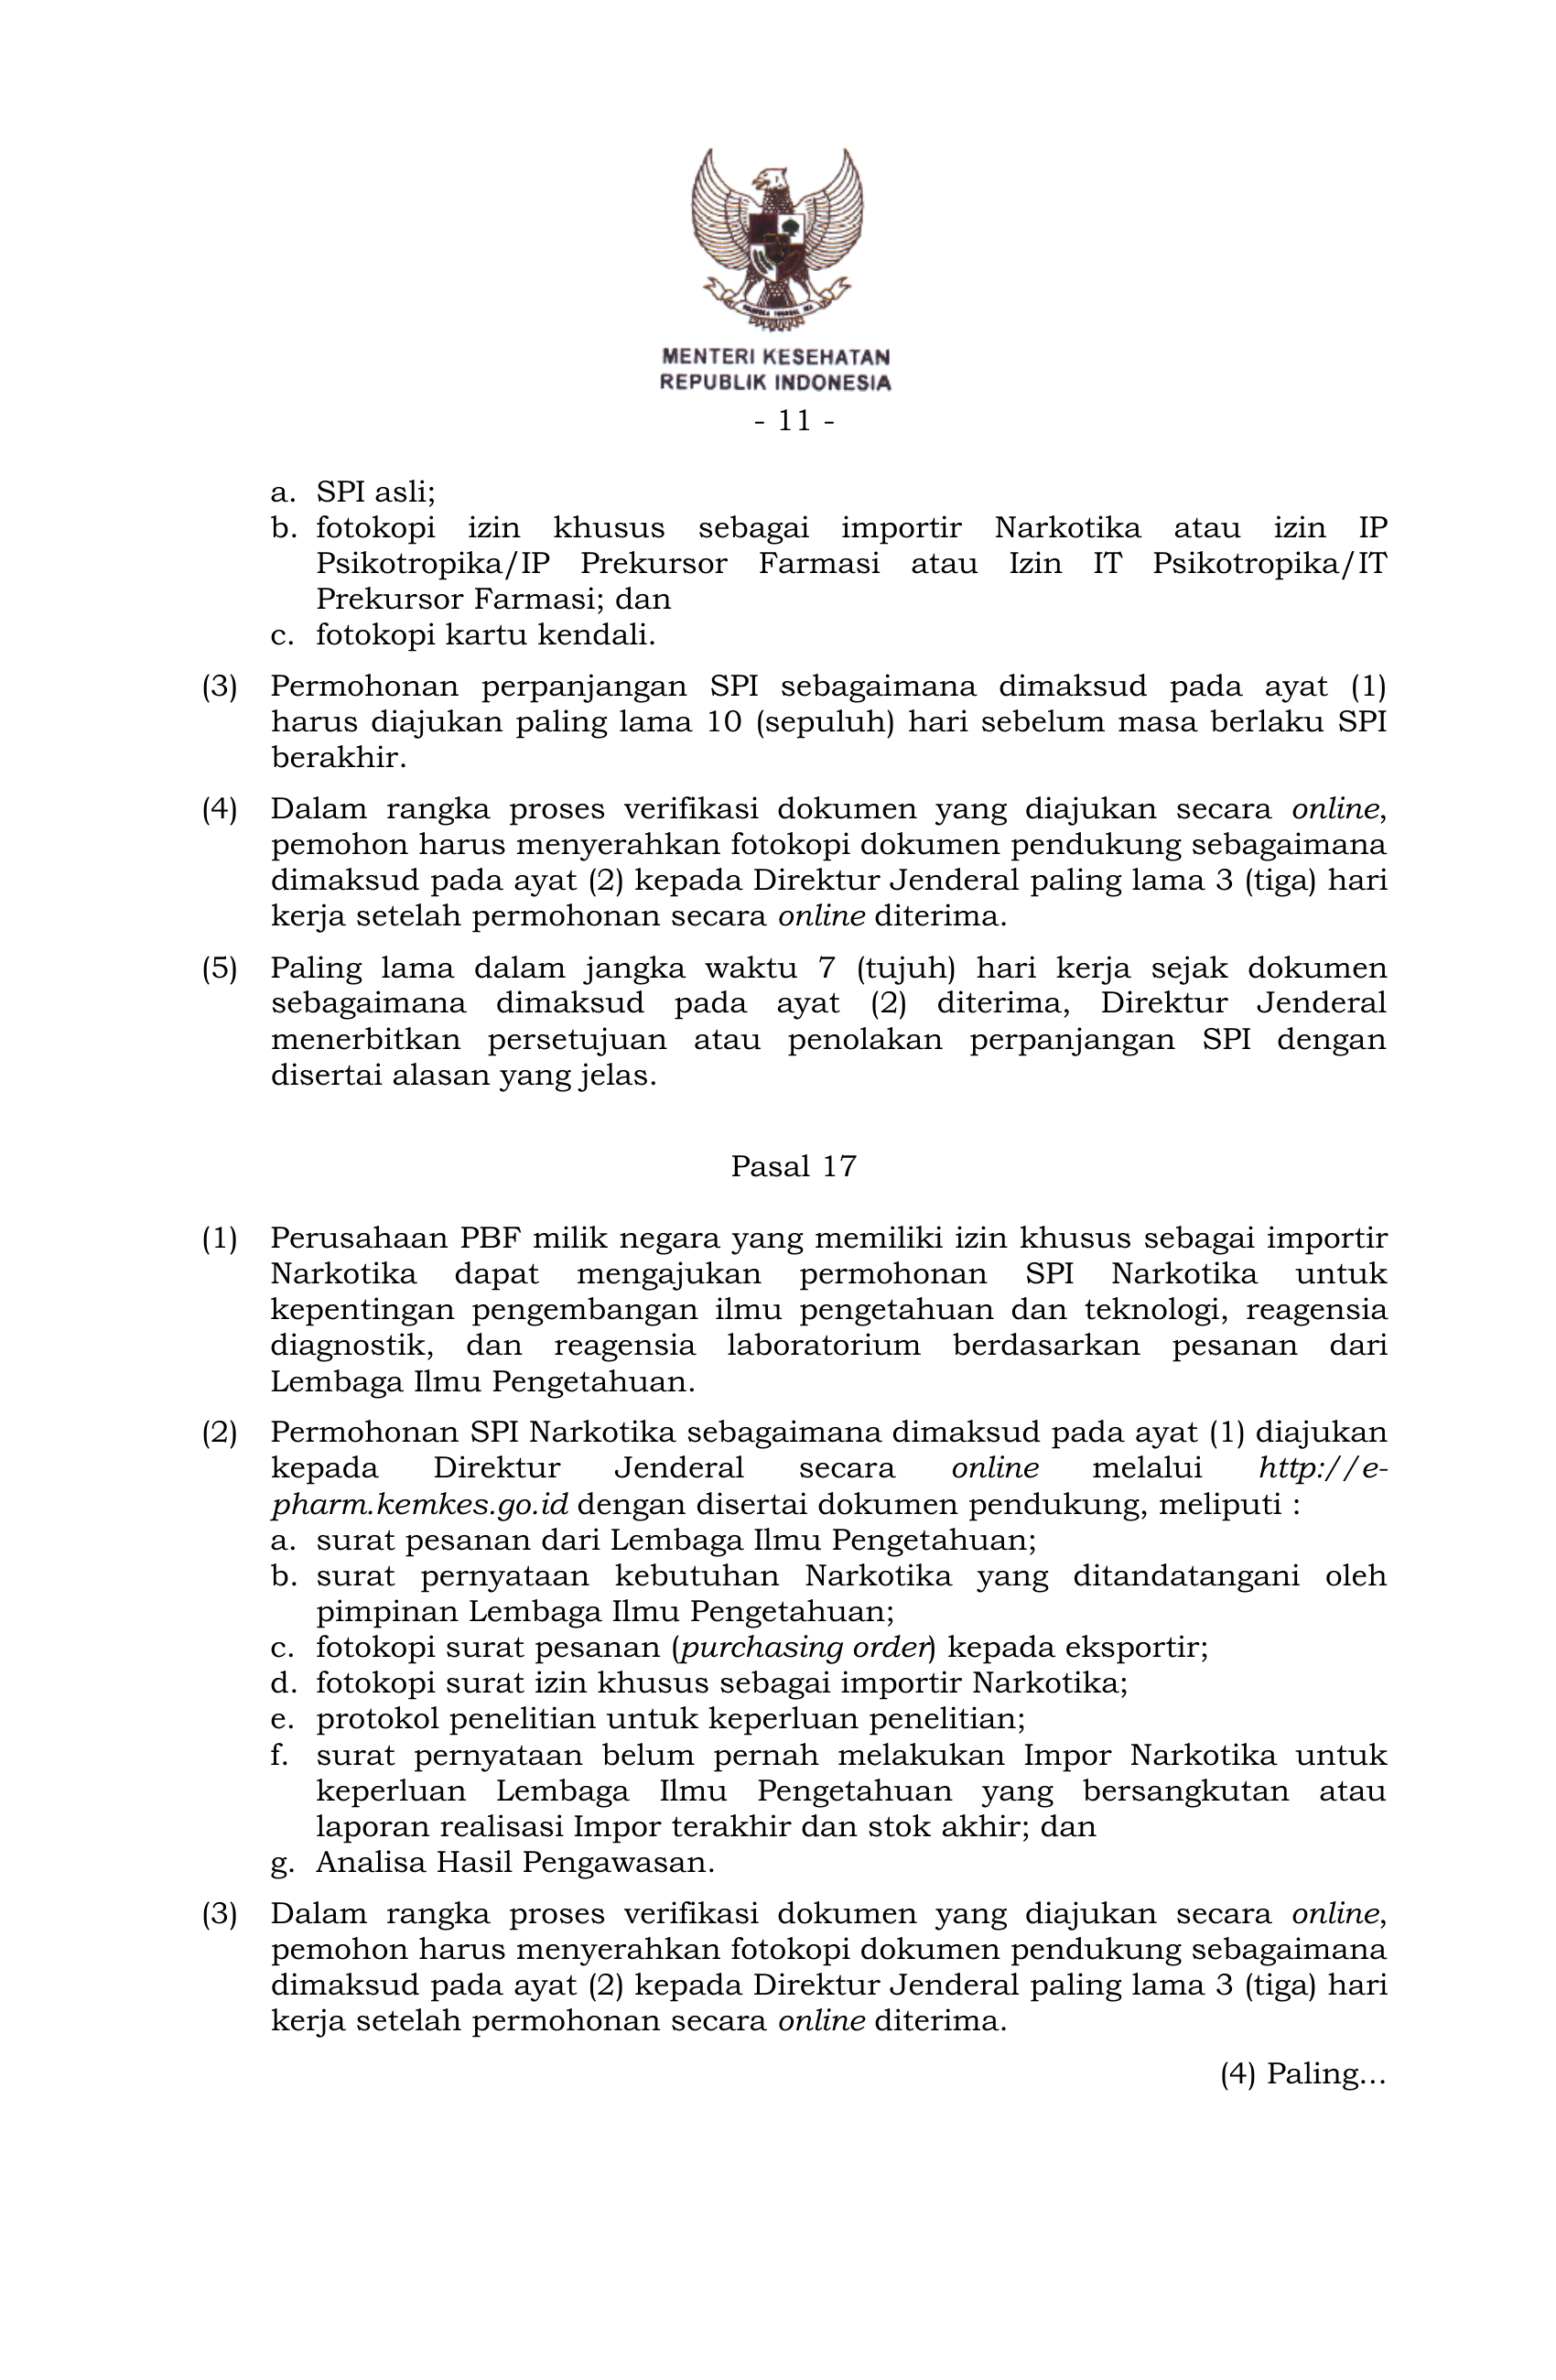 MENTERI KESEHATAN
REPUBLIK INDONESIA
- 11 -
a. SPI asli;
b. fotokopi izin khusus sebagai importir Narkotika atau izin IP
Psikotropika/IP Prekursor Farmasi atau Izin IT Psikotropika/IT
Prekursor Farmasi; dan
c. fotokopi kartu kendali.
(3) Permohonan perpanjangan SPI sebagaimana dimaksud pada ayat (1)
harus diajukan paling lama 10 (sepuluh) hari sebelum masa berlaku SPI
berakhir.
(4) Dalam rangka proses verifikasi dokumen yang diajukan secara online,
pemohon harus menyerahkan fotokopi dokumen pendukung sebagaimana
dimaksud pada ayat (2) kepada Direktur Jenderal paling lama 3 (tiga) hari
kerja setelah permohonan secara online diterima.
(5) Paling lama dalam jangka waktu 7 (tujuh) hari kerja sejak dokumen
sebagaimana dimaksud pada ayat (2) diterima, Direktur Jenderal
menerbitkan persetujuan atau penolakan perpanjangan SPI dengan
disertai alasan yang jelas.
Pasal 17
(1) Perusahaan PBF milik negara yang memiliki izin khusus sebagai importir
Narkotika dapat mengajukan permohonan SPI Narkotika untuk
kepentingan pengembangan ilmu pengetahuan dan teknologi, reagensia
diagnostik, dan reagensia laboratorium berdasarkan pesanan dari
Lembaga Ilmu Pengetahuan.
(2) Permohonan SPI Narkotika sebagaimana dimaksud pada ayat (1) diajukan
kepada Direktur Jenderal secara online melalui http://e-
pharm.kemkes.go.id dengan disertai dokumen pendukung, meliputi :
a. surat pesanan dari Lembaga Ilmu Pengetahuan;
b. surat pernyataan kebutuhan Narkotika yang ditandatangani oleh
pimpinan Lembaga Ilmu Pengetahuan;
c. fotokopi surat pesanan (purchasing order) kepada eksportir;
d. fotokopi surat izin khusus sebagai importir Narkotika;
e. protokol penelitian untuk keperluan penelitian;
f. surat pernyataan belum pernah melakukan Impor Narkotika untuk
keperluan Lembaga Ilmu Pengetahuan yang bersangkutan atau
laporan realisasi Impor terakhir dan stok akhir; dan
g. Analisa Hasil Pengawasan.
(3) Dalam rangka proses verifikasi dokumen yang diajukan secara online,
pemohon harus menyerahkan fotokopi dokumen pendukung sebagaimana
dimaksud pada ayat (2) kepada Direktur Jenderal paling lama 3 (tiga) hari
kerja setelah permohonan secara online diterima.
(4) Paling...